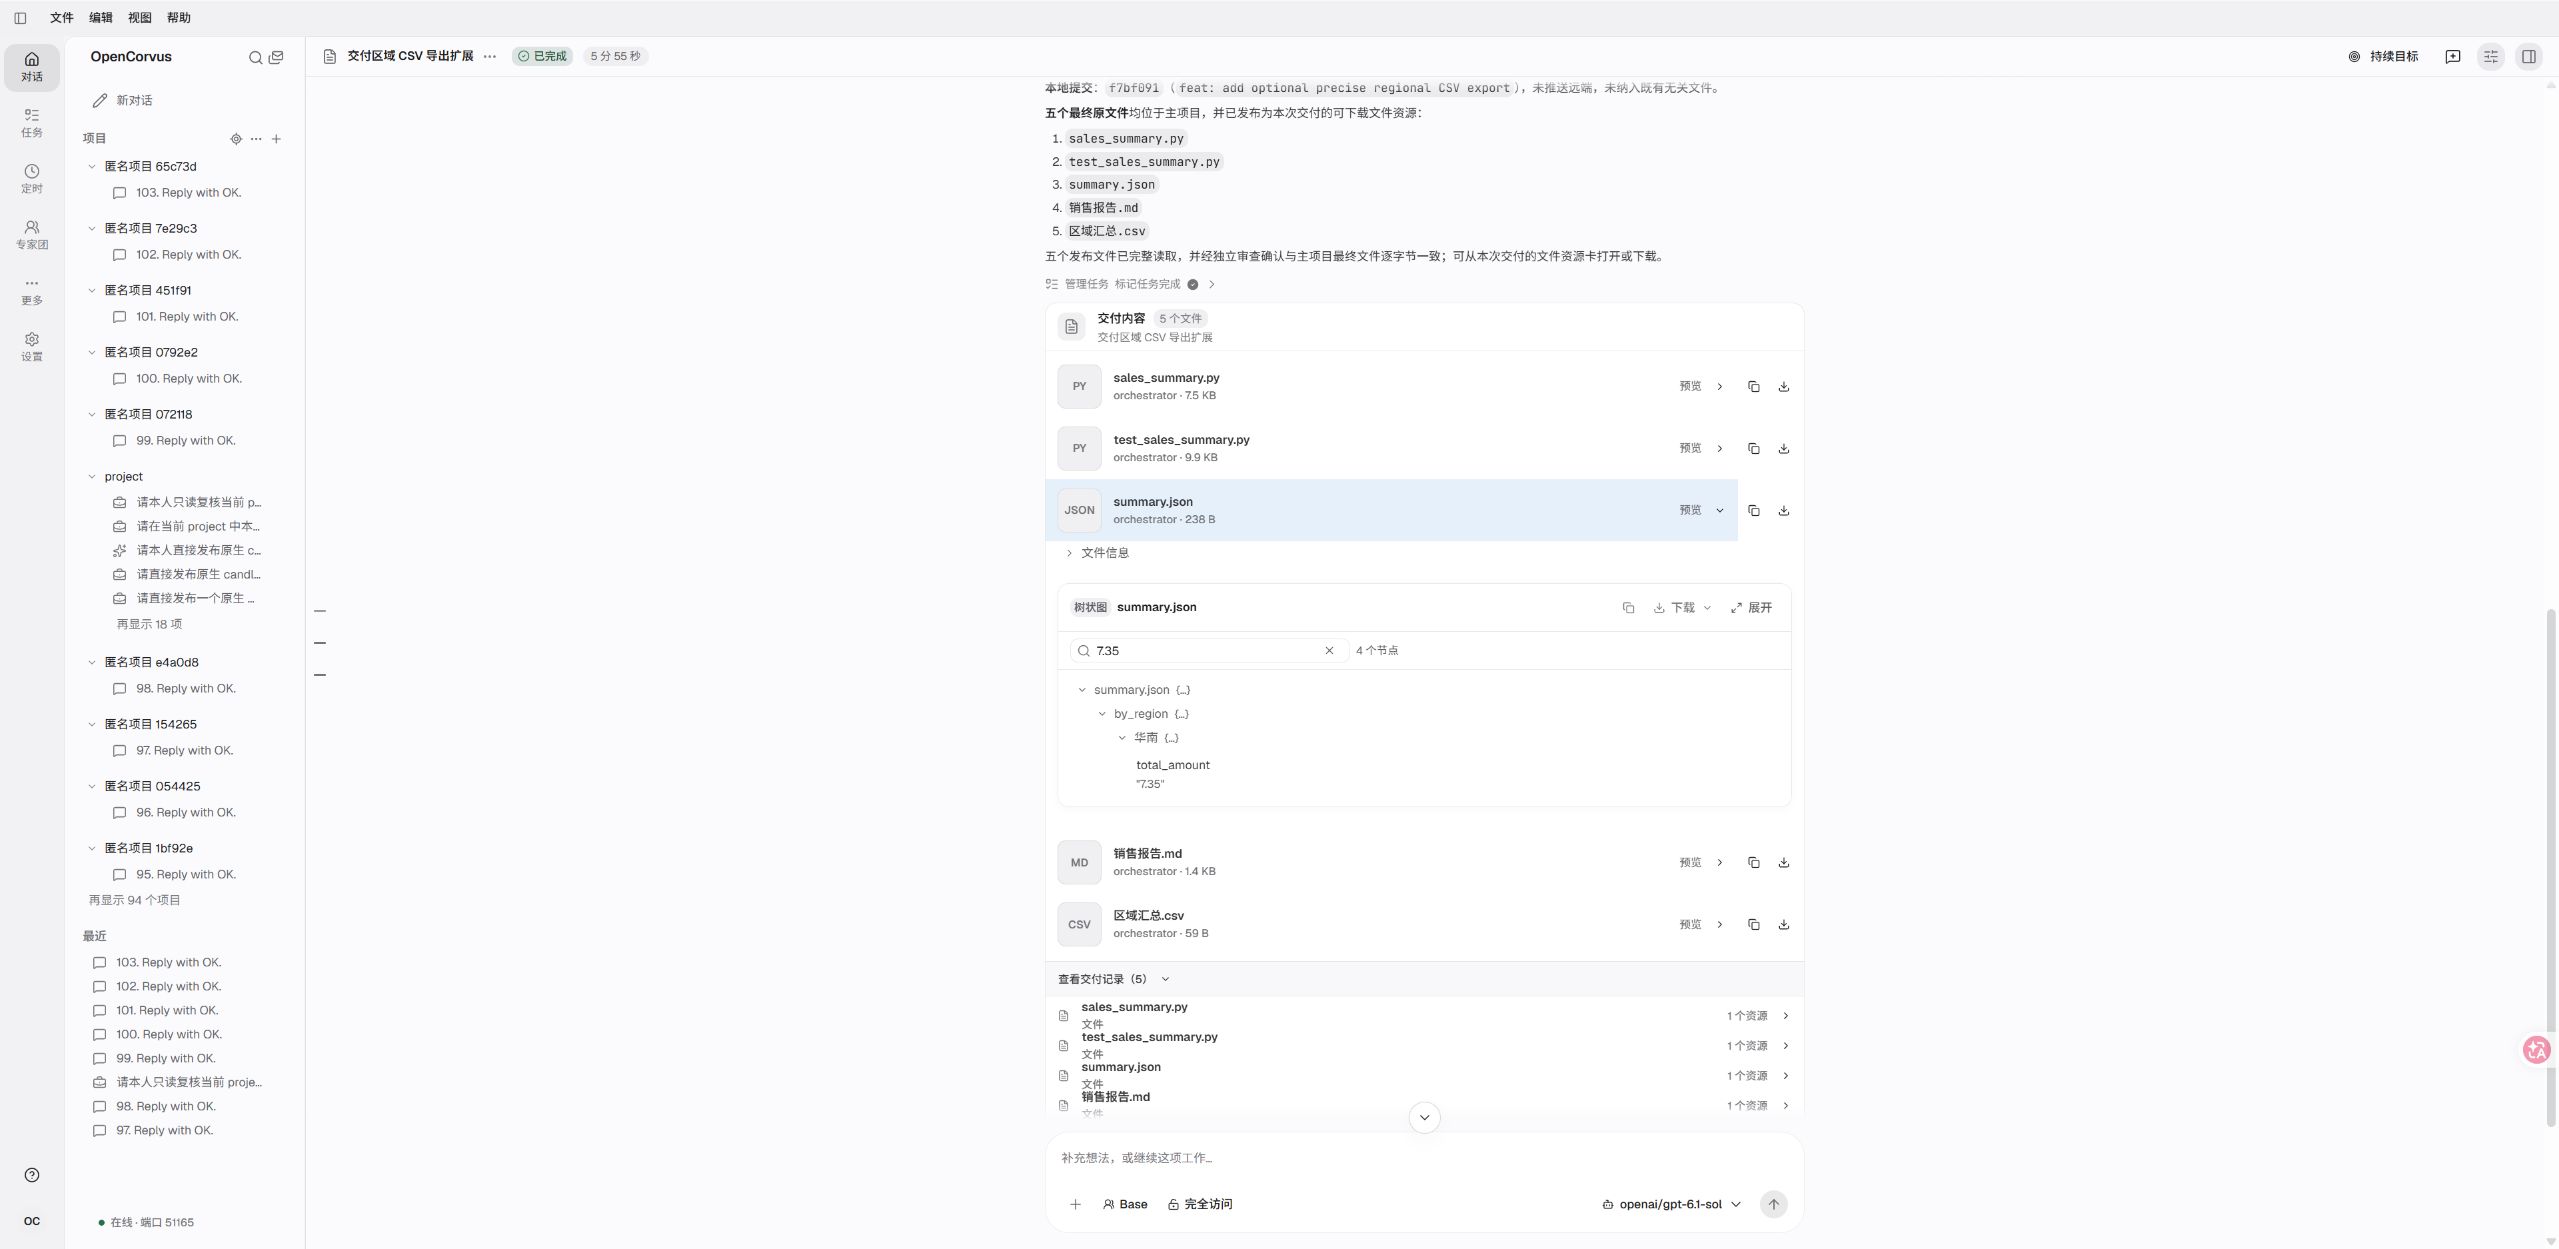 文件 编辑 视图 帮助
对话
任务
定时
专家团
更多
设置
OC
OpenCorvus
新对话
项目
匿名项目 65c73d
103. Reply with OK.
匿名项目 7e29c3
102. Reply with OK.
匿名项目 451f91
101. Reply with OK.
匿名项目 0792e2
100. Reply with OK.
匿名项目 072118
99. Reply with OK.
project
请本人只读复核当前 p...
请在当前 project 中本...
请本人直接发布原生 c...
请直接发布原生 candl...
请直接发布一个原生 ...
再显示 18 项
匿名项目 e4a0d8
98. Reply with OK.
匿名项目 154265
97. Reply with OK.
匿名项目 054425
96. Reply with OK.
匿名项目 1bf92e
95. Reply with OK.
再显示 94 个项目
最近
103. Reply with OK.
102. Reply with OK.
101. Reply with OK.
100. Reply with OK.
99. Reply with OK.
请本人只读复核当前 proje...
98. Reply with OK.
97. Reply with OK.
在线 · 端口 51165
交付区域 CSV 导出扩展 ··· 已完成 5 分 55 秒
持续目标
本地提交： f7bf091 （ feat: add optional precise regional CSV export ），未推送远端，未纳入既有无关文件。
五个最终原文件均位于主项目，并已发布为本次交付的可下载文件资源：
1. sales_summary.py
2. test_sales_summary.py
3. summary.json
4. 销售报告.md
5. 区域汇总.csv
五个发布文件已完整读取，并经独立审查确认与主项目最终文件逐字节一致；可从本次交付的文件资源卡打开或下载。
管理任务 标记任务完成
交付内容 5 个文件
交付区域 CSV 导出扩展
PY
sales_summary.py
orchestrator · 7.5 KB
预览
PY
test_sales_summary.py
orchestrator · 9.9 KB
预览
JSON
summary.json
orchestrator · 238 B
预览
文件信息
树状图 summary.json
下载 展开
7.35
4 个节点
summary.json {…}
by_region {…}
华南 {…}
total_amount
"7.35"
MD
销售报告.md
orchestrator · 1.4 KB
预览
CSV
区域汇总.csv
orchestrator · 59 B
预览
查看交付记录（5）
sales_summary.py
文件
1 个资源
test_sales_summary.py
文件
1 个资源
summary.json
文件
1 个资源
销售报告.md
文件
1 个资源
补充想法，或继续这项工作...
Base 完全访问
openai/gpt-6.1-sol